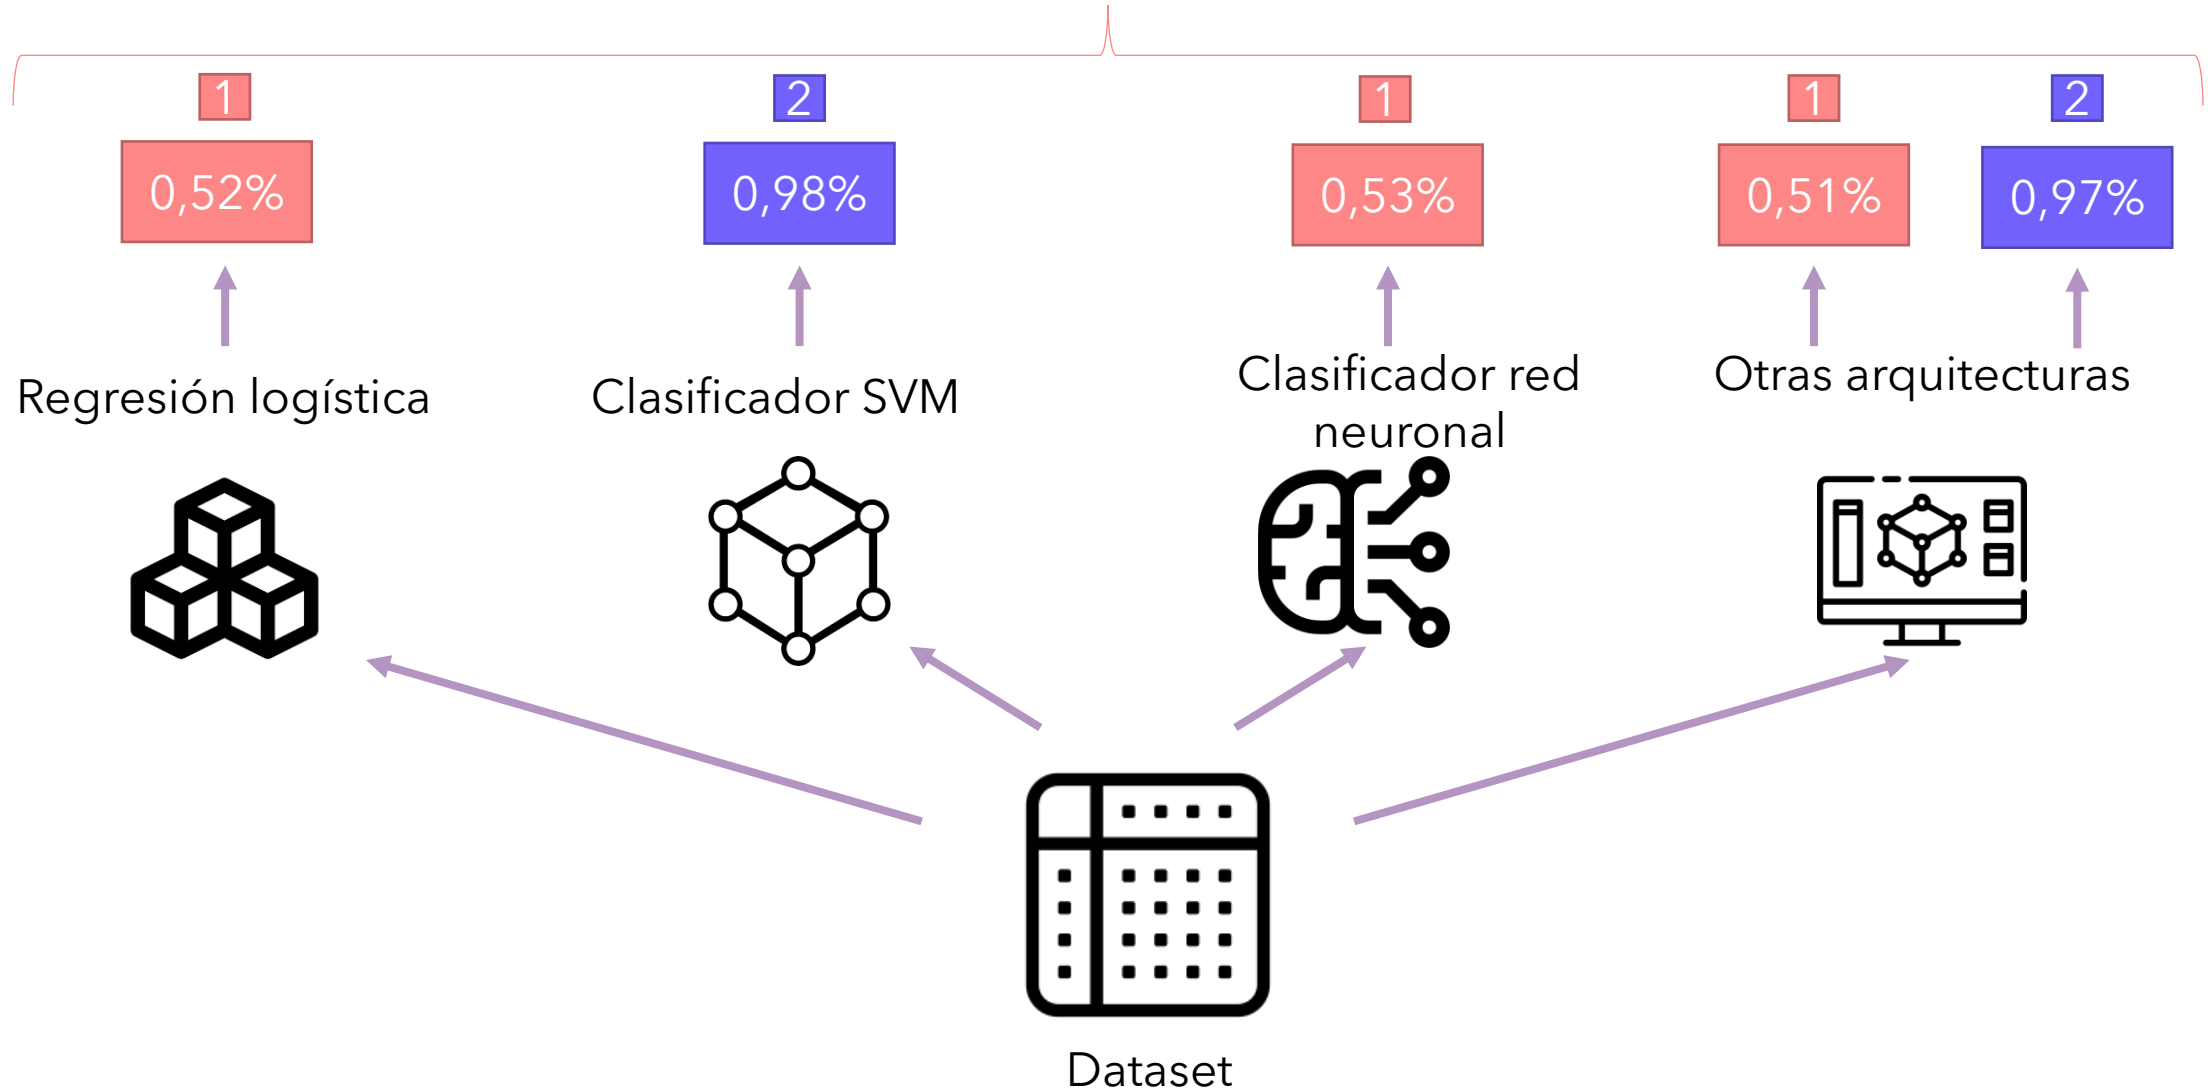 1
2
1
1
2
0,52%
0,98%
0,53%
0,51%
0,97%
Regresión logística
Clasificador SVM
Clasificador red
neuronal
Otras arquitecturas
Dataset